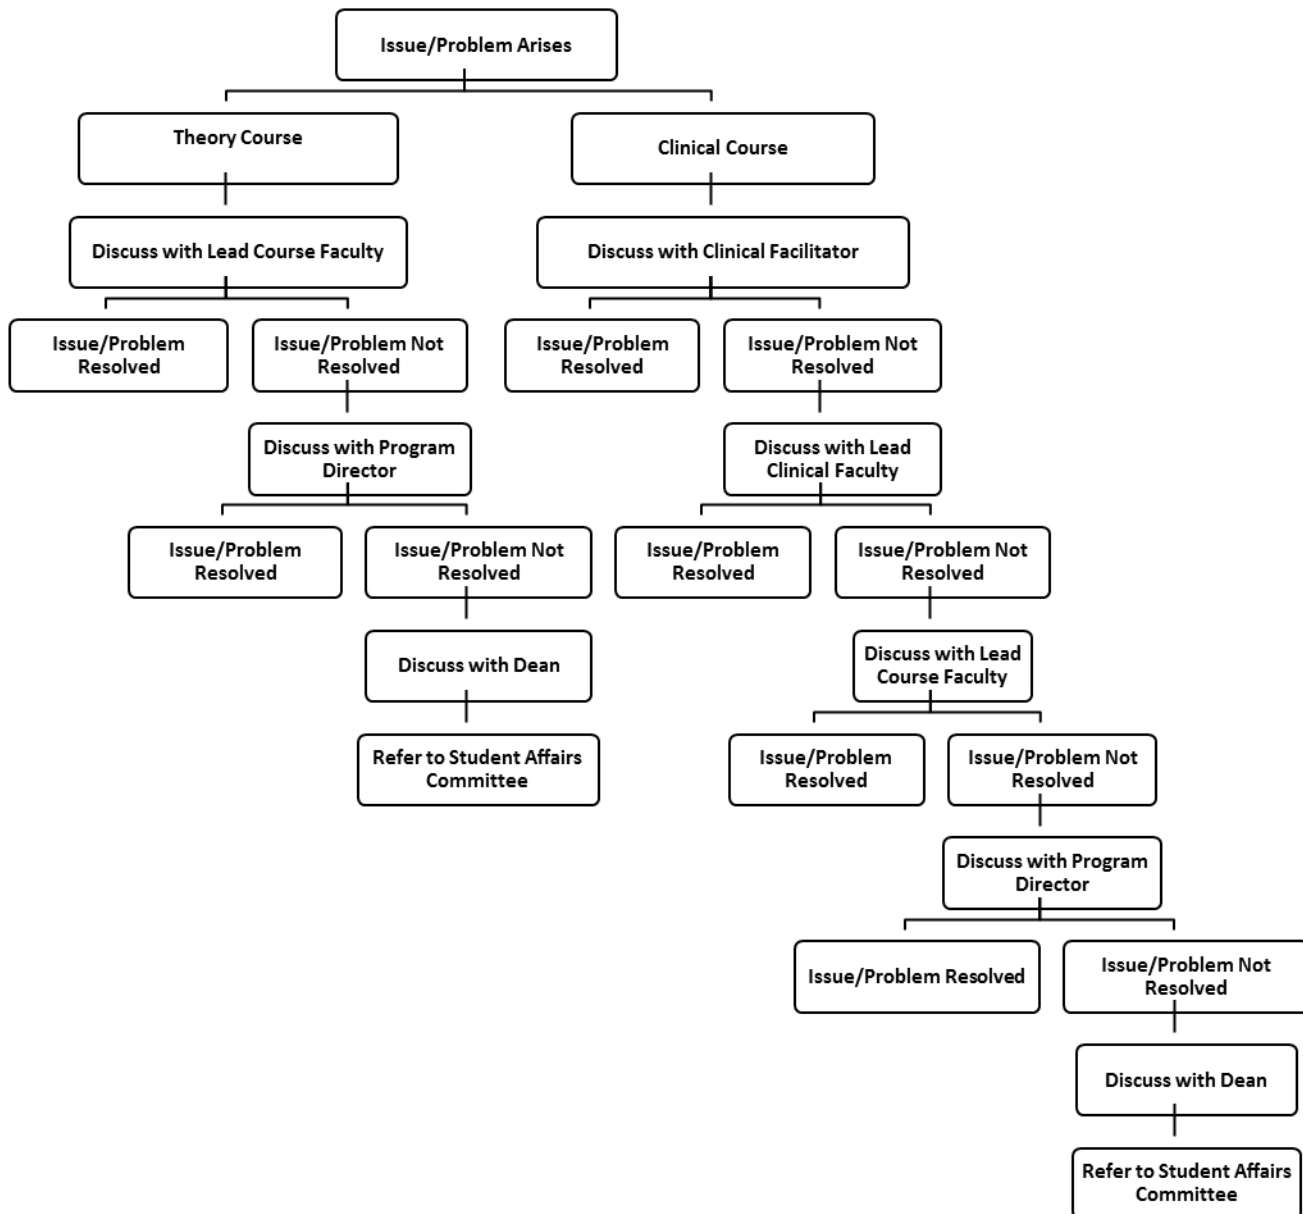 Issue/Problem Arises
Theory Course
Clinical Course
Discuss with Lead Course Faculty
Discuss with Clinical Facilitator
Issue/Problem
Resolved
Issue/Problem Not
Resolved
Issue/Problem
Resolved
Issue/Problem Not
Resolved
Discuss with Program
Director
Discuss with Lead
Clinical Faculty
Issue/Problem
Resolved
Issue/Problem Not
Resolved
Issue/Problem
Resolved
Issue/Problem Not
Resolved
Discuss with Dean
Discuss with Lead
Course Faculty
Refer to Student Affairs
Committee
Issue/Problem
Resolved
Issue/Problem Not
Resolved
Discuss with Program
Director
Issue/Problem Resolved
Issue/Problem Not
Resolved
Discuss with Dean
Refer to Student Affairs
Committee